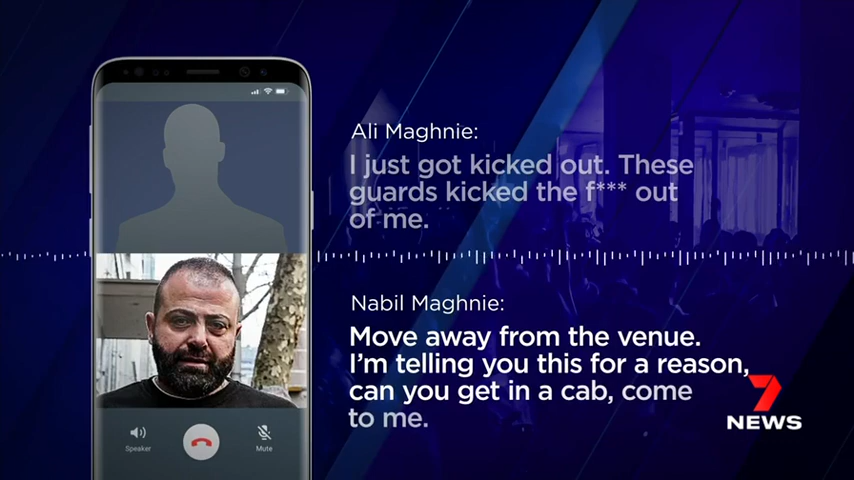 Ali Maghnie:
I just got kicked out. These
guards kicked the f*** out
of me.
Nabil Maghnie:
Move away from the venue.
I'm telling you this for a reason,
can you get in a cab, come
to me.
Speaker
Mute
7
NEWS